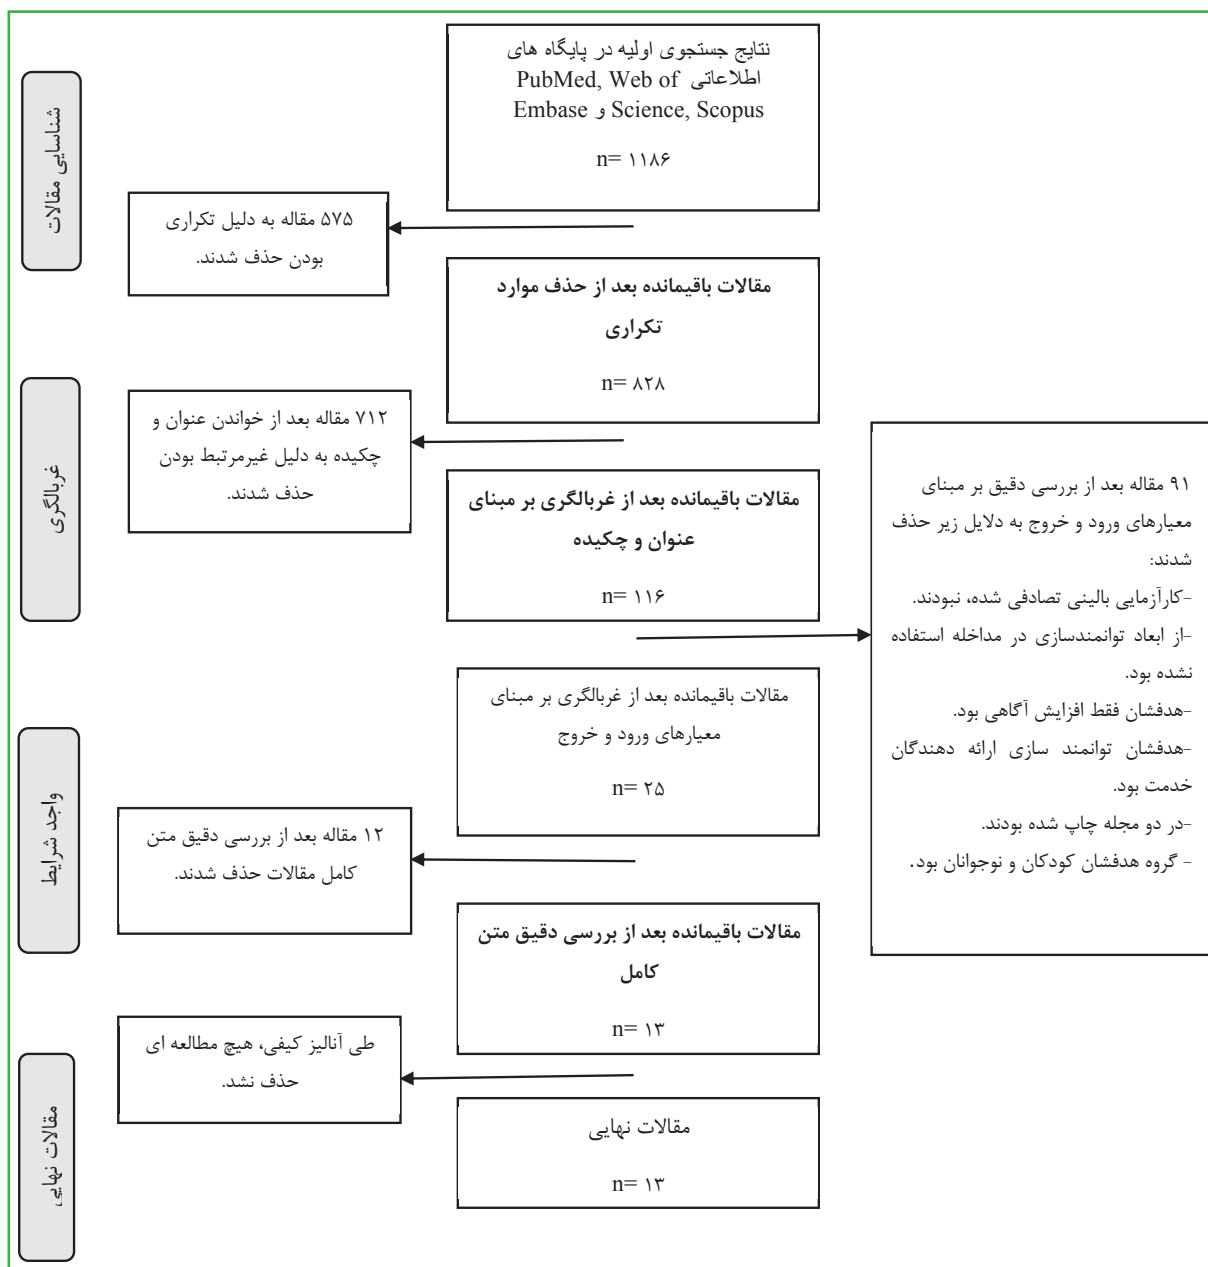 شناسایی مقالات
نتایج جستجوی اولیه در پایگاه های
اطلاعاتی PubMed, Web of
Science, Scopus و Embase
n= ۱۱۸۶
۵۷۵ مقاله به دلیل تکراری
بودن حذف شدند.
مقالات باقیمانده بعد از حذف موارد
تکراری
n= ۸۲۸
غربالگری
۷۱۲ مقاله بعد از خواندن عنوان و
چکیده به دلیل غیرمرتبط بودن
حذف شدند.
مقالات باقیمانده بعد از غربالگری بر مبنای
عنوان و چکیده
n= ۱۱۶
۹۱ مقاله بعد از بررسی دقیق بر مبنای
معیارهای ورود و خروج به دلایل زیر حذف
شدند:
-کارآزمایی بالینی تصادفی شده، نبودند.
-از ابعاد توانمندسازی در مداخله استفاده
نشده بود.
-هدفشان فقط افزایش آگاهی بود.
-هدفشان توانمند سازی ارائه دهندگان
خدمت بود.
-در دو مجله چاپ شده بودند.
- گروه هدفشان کودکان و نوجوانان بود.
مقالات باقیمانده بعد از غربالگری بر مبنای
معیارهای ورود و خروج
n= ۲۵
واجد شرایط
۱۲ مقاله بعد از بررسی دقیق متن
کامل مقالات حذف شدند.
مقالات باقیمانده بعد از بررسی دقیق متن
کامل
n= ۱۳
طی آنالیز کیفی، هیچ مطالعه ای
حذف نشد.
مقالات نهایی
مقالات نهایی
n= ۱۳